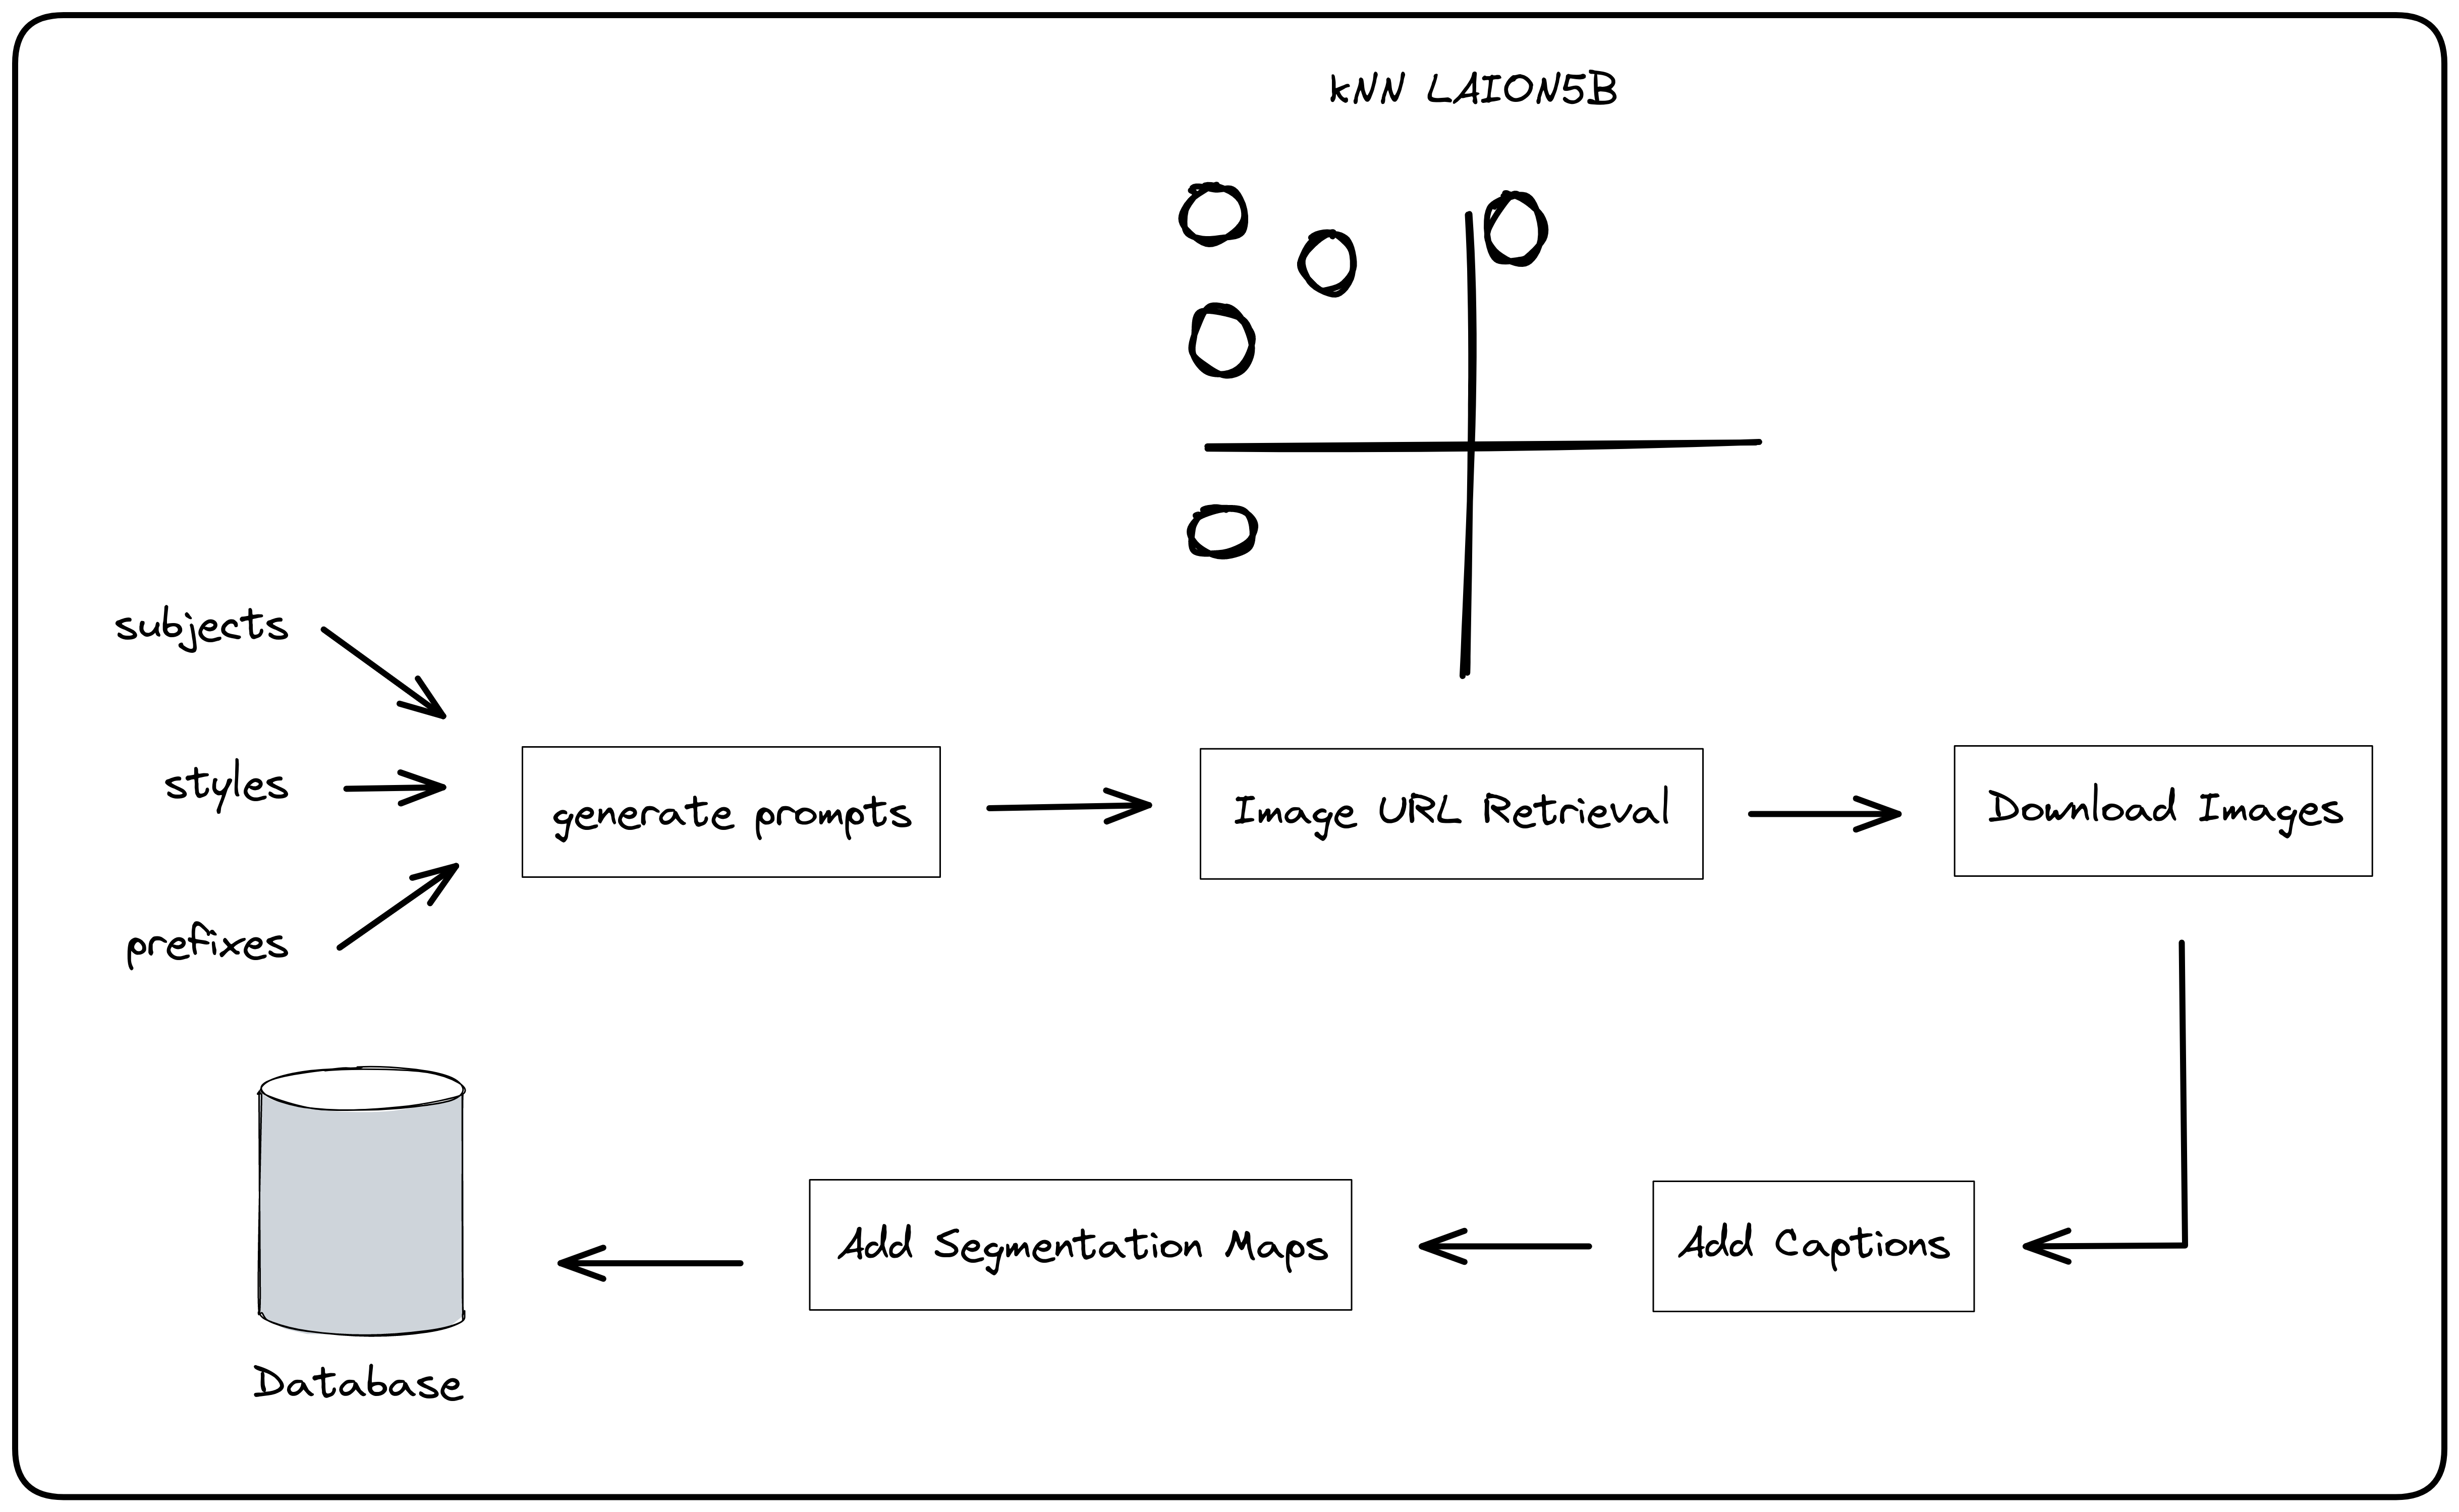 kNN LAION5B
subjects
styles
prefixes
generate prompts
Image URL Retrieval
Download Images
Add Captions
Add Segmentation Maps
Database